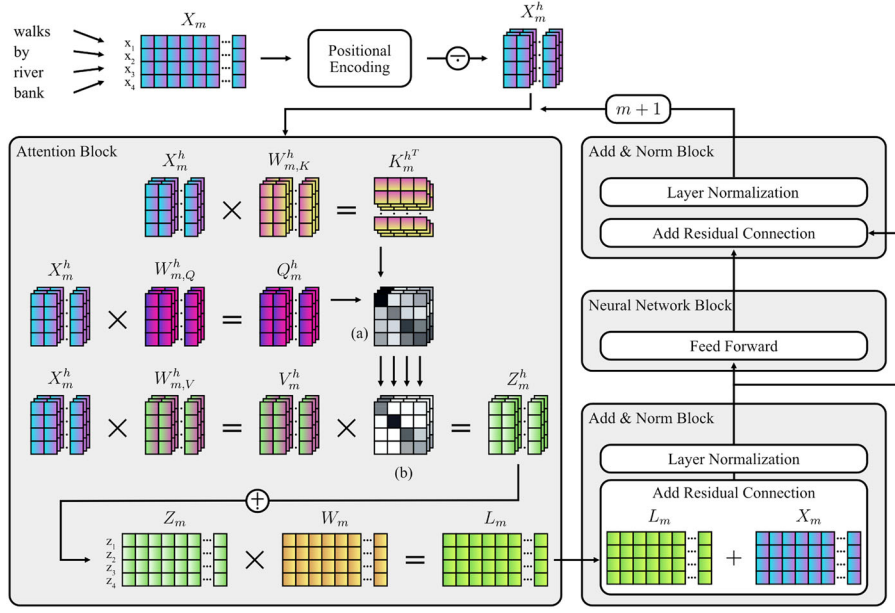 walks
by
river
bank
X_m
x_1
x_2
x_3
x_4
Positional
Encoding
X_m^h
m + 1
Attention Block
X_m^h
×
W_{m,K}^h
=
K_m^{h^T}
X_m^h
×
W_{m,Q}^h
=
Q_m^h
(a)
X_m^h
×
W_{m,V}^h
=
V_m^h
×
(b)
=
Z_m^h
Z_m
z_1
z_2
z_3
z_4
×
W_m
=
L_m
Add & Norm Block
Layer Normalization
Add Residual Connection
Neural Network Block
Feed Forward
Add & Norm Block
Layer Normalization
Add Residual Connection
L_m
+
X_m